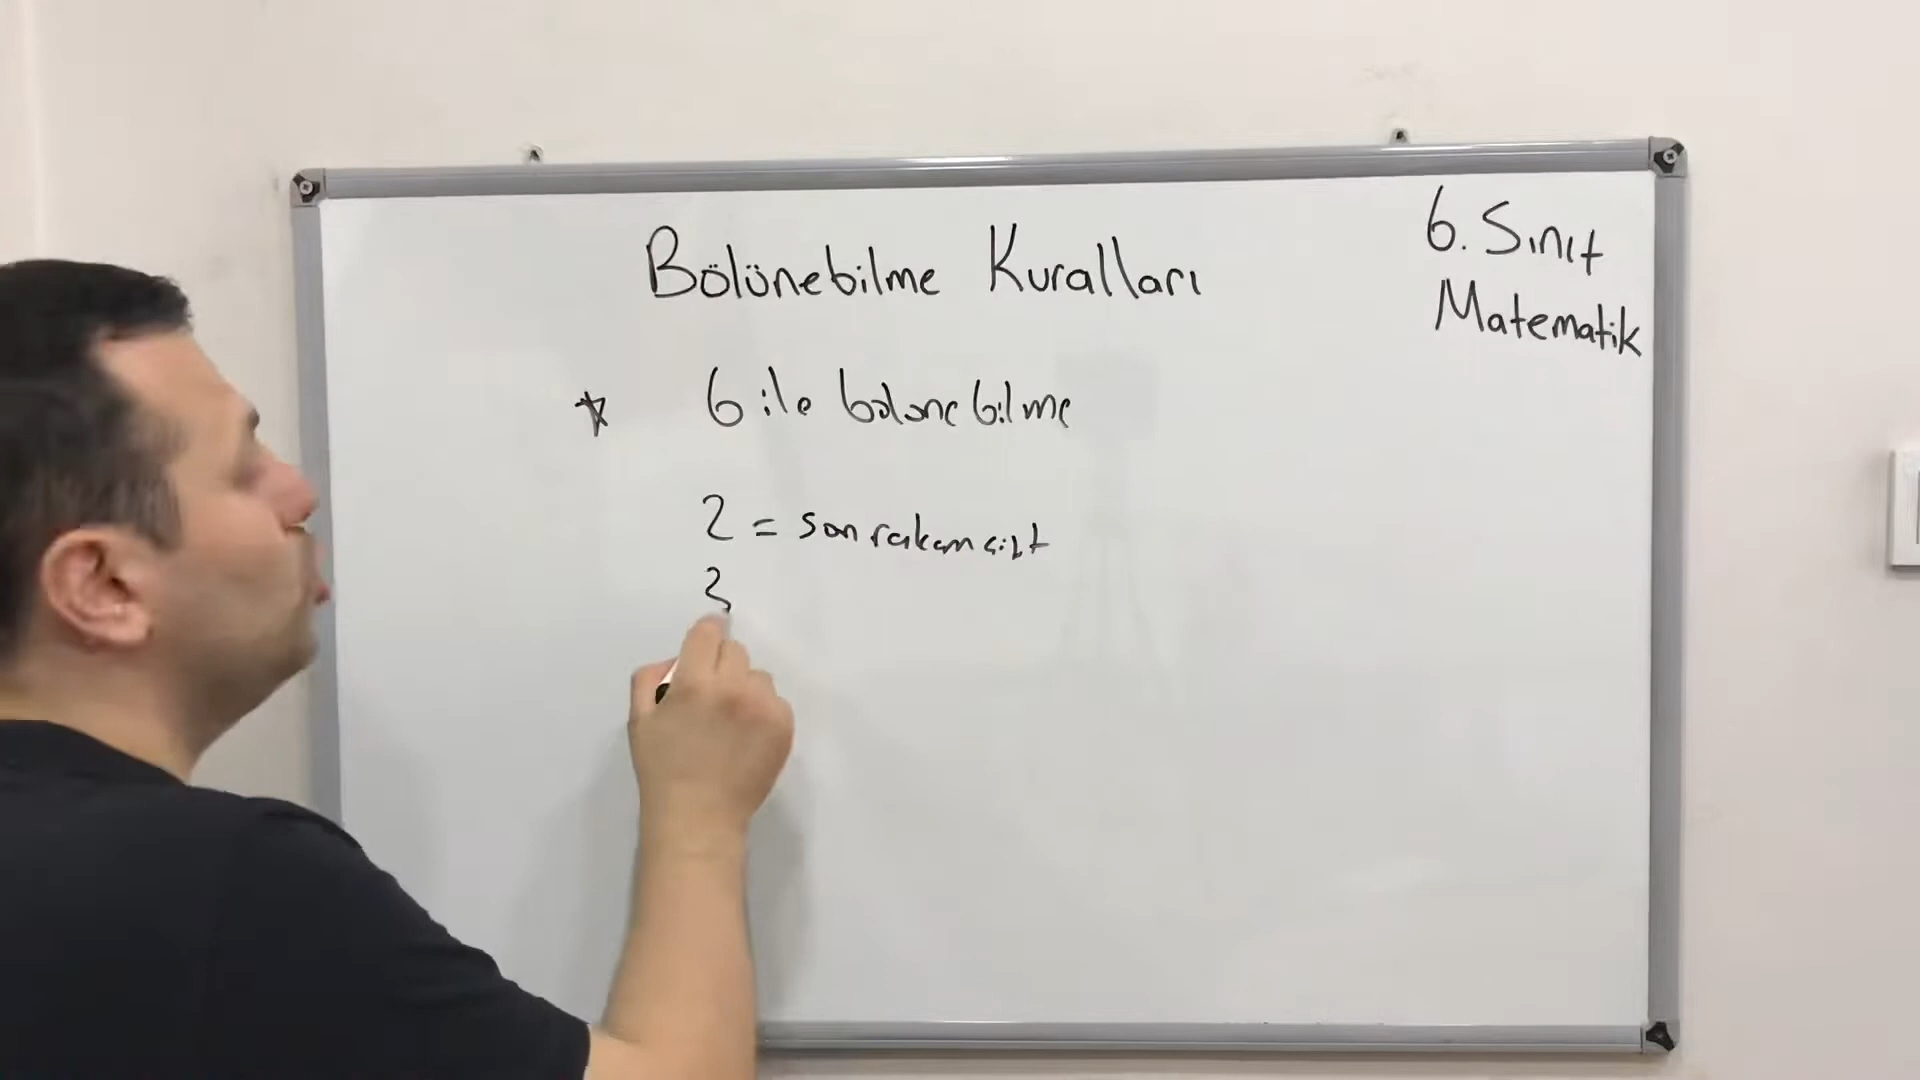 Bölünebilme Kuralları
6. Sınıf
Matematik
6 ile bölünebilme
2 = son rakam çift
3